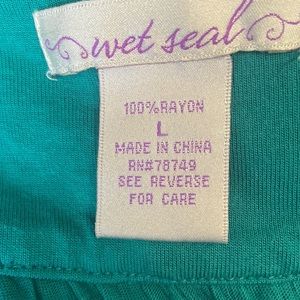 wet seal
100%RAYON
L
MADE IN CHINA
RN#78749
SEE REVERSE
FOR CARE